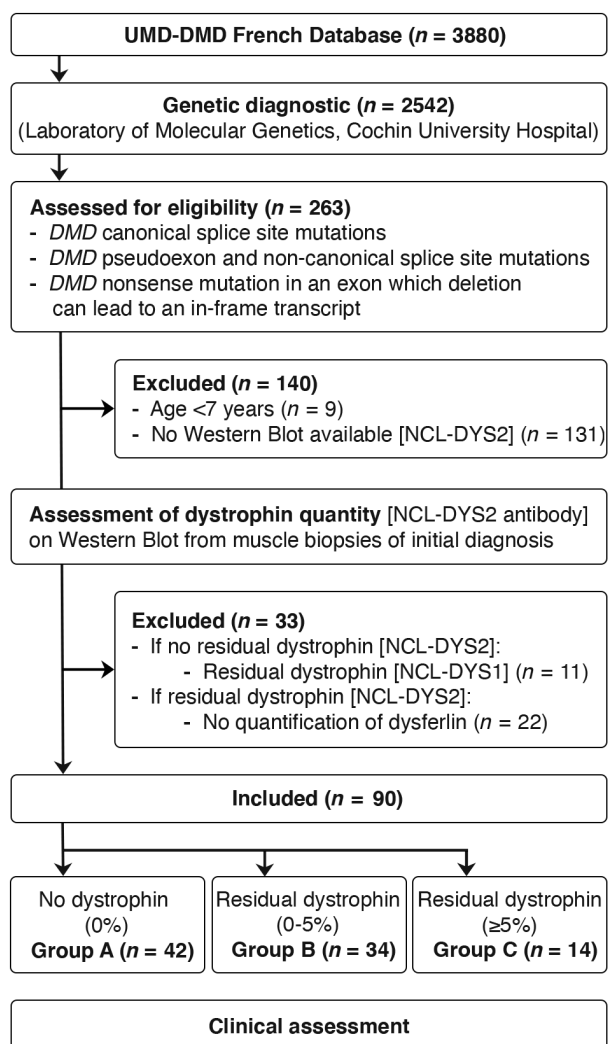 UMD-DMD French Database (n = 3880)
Genetic diagnostic (n = 2542)
(Laboratory of Molecular Genetics, Cochin University Hospital)
Assessed for eligibility (n = 263)
- DMD canonical splice site mutations
- DMD pseudoexon and non-canonical splice site mutations
- DMD nonsense mutation in an exon which deletion
can lead to an in-frame transcript
Excluded (n = 140)
- Age <7 years (n = 9)
- No Western Blot available [NCL-DYS2] (n = 131)
Assessment of dystrophin quantity [NCL-DYS2 antibody]
on Western Blot from muscle biopsies of initial diagnosis
Excluded (n = 33)
- If no residual dystrophin [NCL-DYS2]:
- Residual dystrophin [NCL-DYS1] (n = 11)
- If residual dystrophin [NCL-DYS2]:
- No quantification of dysferlin (n = 22)
Included (n = 90)
No dystrophin
(0%)
Group A (n = 42)
Residual dystrophin
(0-5%)
Group B (n = 34)
Residual dystrophin
(≥5%)
Group C (n = 14)
Clinical assessment